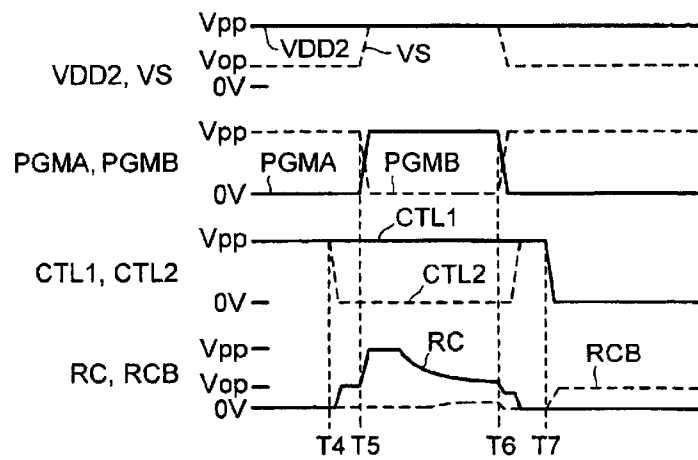 Vpp
VDD2
VS
Vop
VDD2, VS
0V
Vpp
PGMA, PGMB
PGMA
PGMB
0V
CTL1
Vpp
CTL1, CTL2
CTL2
0V
Vpp
RC
RCB
RC, RCB
Vop
0V
T4 T5 T6 T7